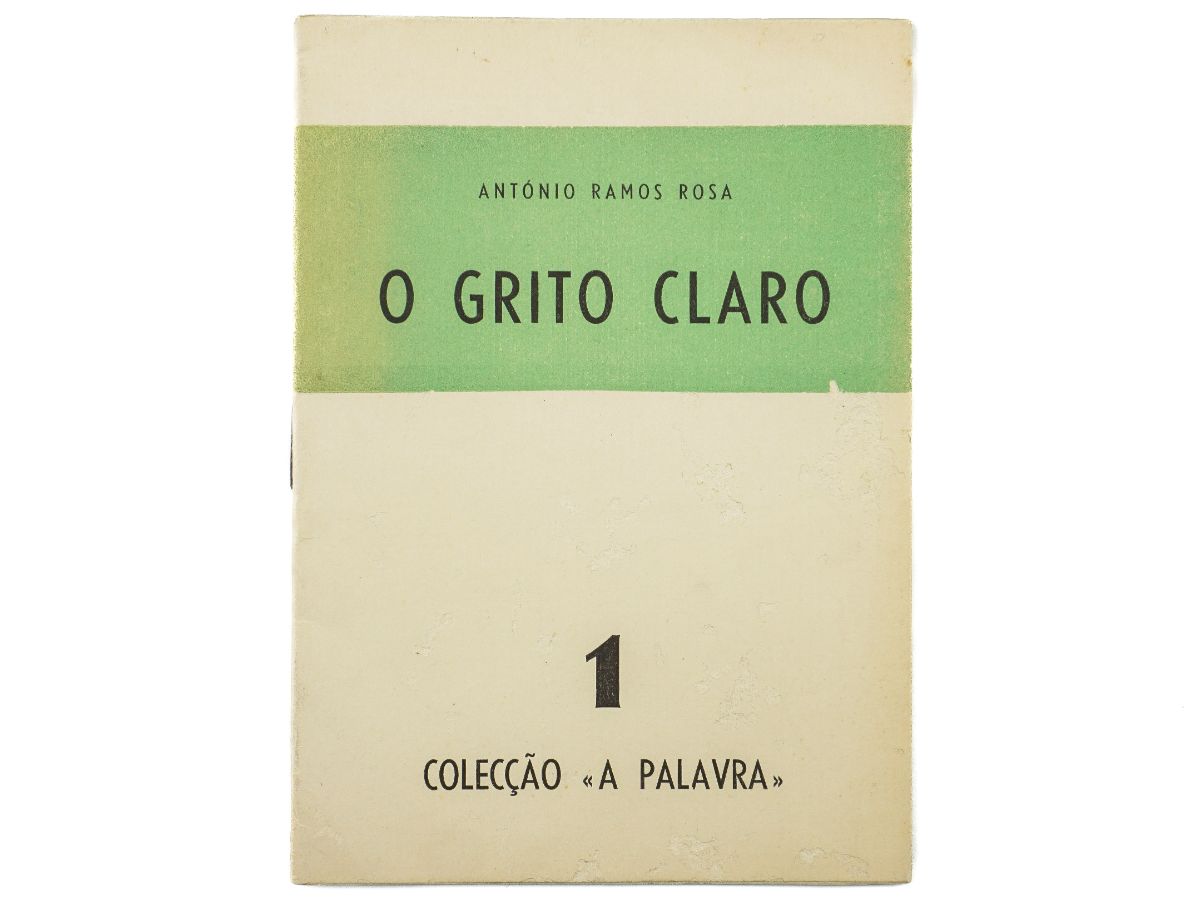 ANTÓNIO RAMOS ROSA
O GRITO CLARO
1
COLECÇÃO «A PALAVRA»